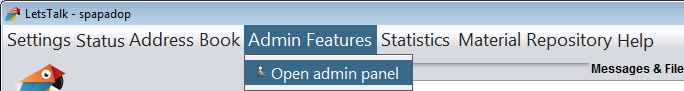 LetsTalk - spapadop
Settings Status Address Book Admin Features Statistics Material Repository Help
Open admin panel
Messages & File